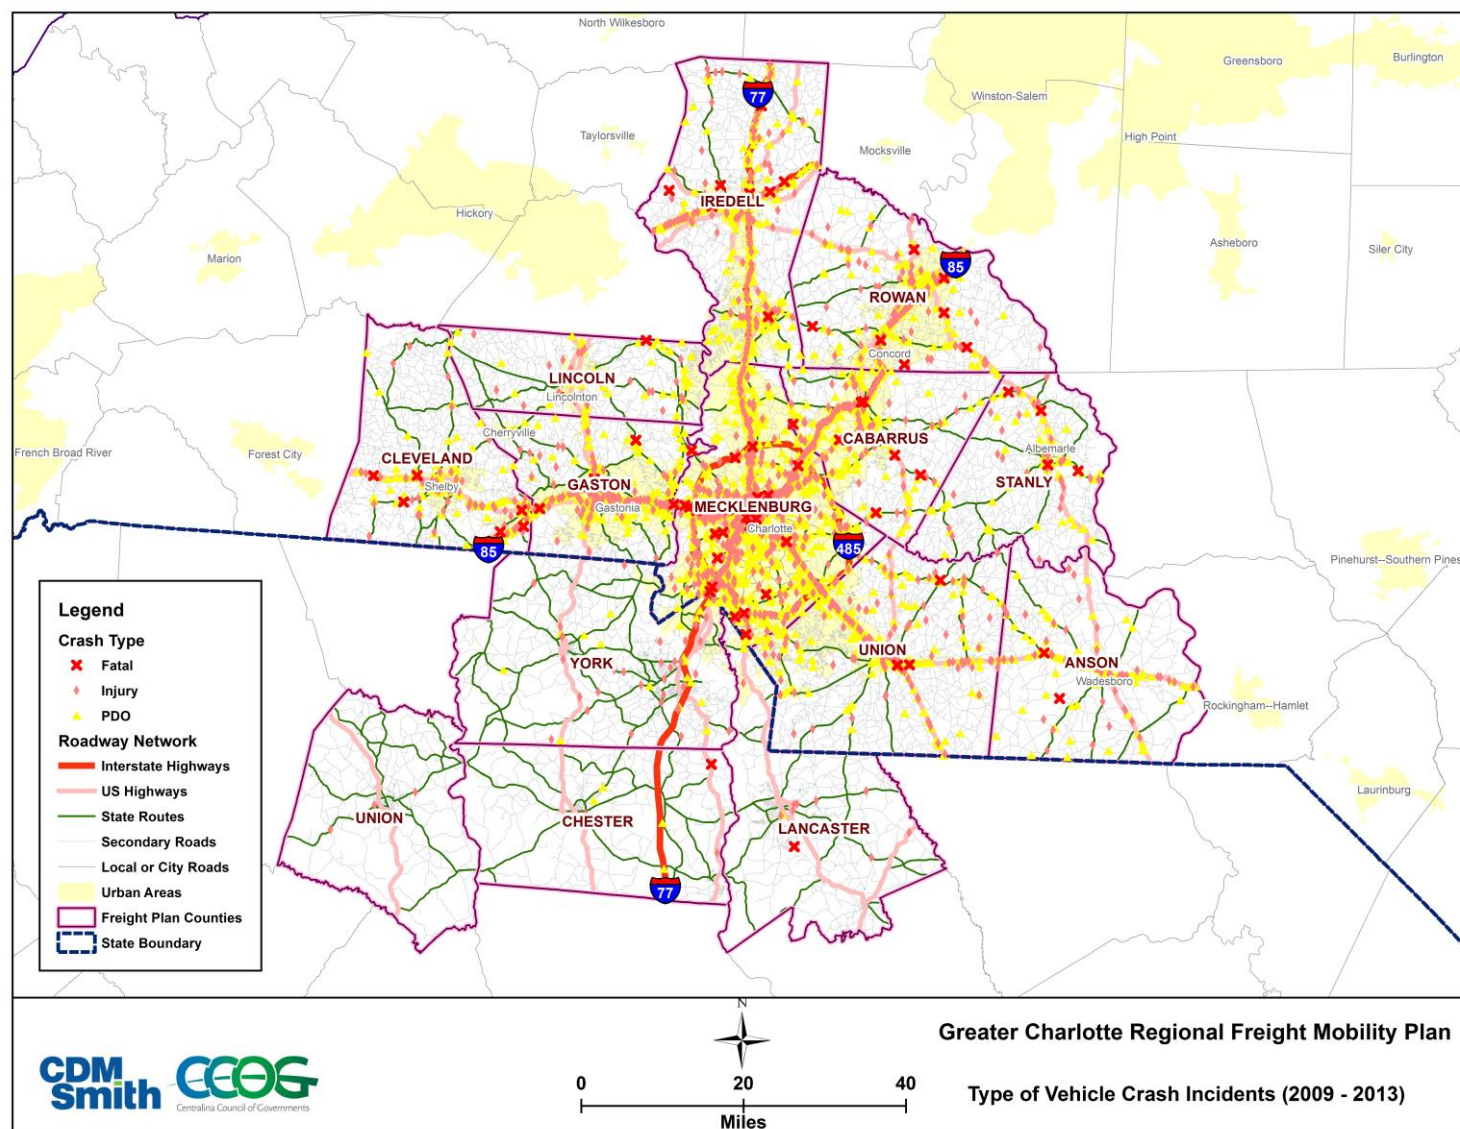 North Wilkesboro
Greensboro
Burlington
Winston-Salem
77
Taylorsville
High Point
Mocksville
IREDELL
Hickory
Asheboro
Siler City
Marion
85
ROWAN
Concord
LINCOLN
Lincolnton
Cherryville
CABARRUS
French Broad River
Forest City
CLEVELAND
Albemarle
Shelby
GASTON
STANLY
Gastonia
MECKLENBURG
Charlotte
85
485
Pinehurst--Southern Pines
UNION
YORK
ANSON
Wadesboro
Rockingham--Hamlet
Laurinburg
UNION
CHESTER
LANCASTER
77
Legend
Crash Type
Fatal
Injury
PDO
Roadway Network
Interstate Highways
US Highways
State Routes
Secondary Roads
Local or City Roads
Urban Areas
Freight Plan Counties
State Boundary
CDM
Smith
CCOG
Centralina Council of Governments
N
0 20 40
Miles
Greater Charlotte Regional Freight Mobility Plan
Type of Vehicle Crash Incidents (2009 - 2013)